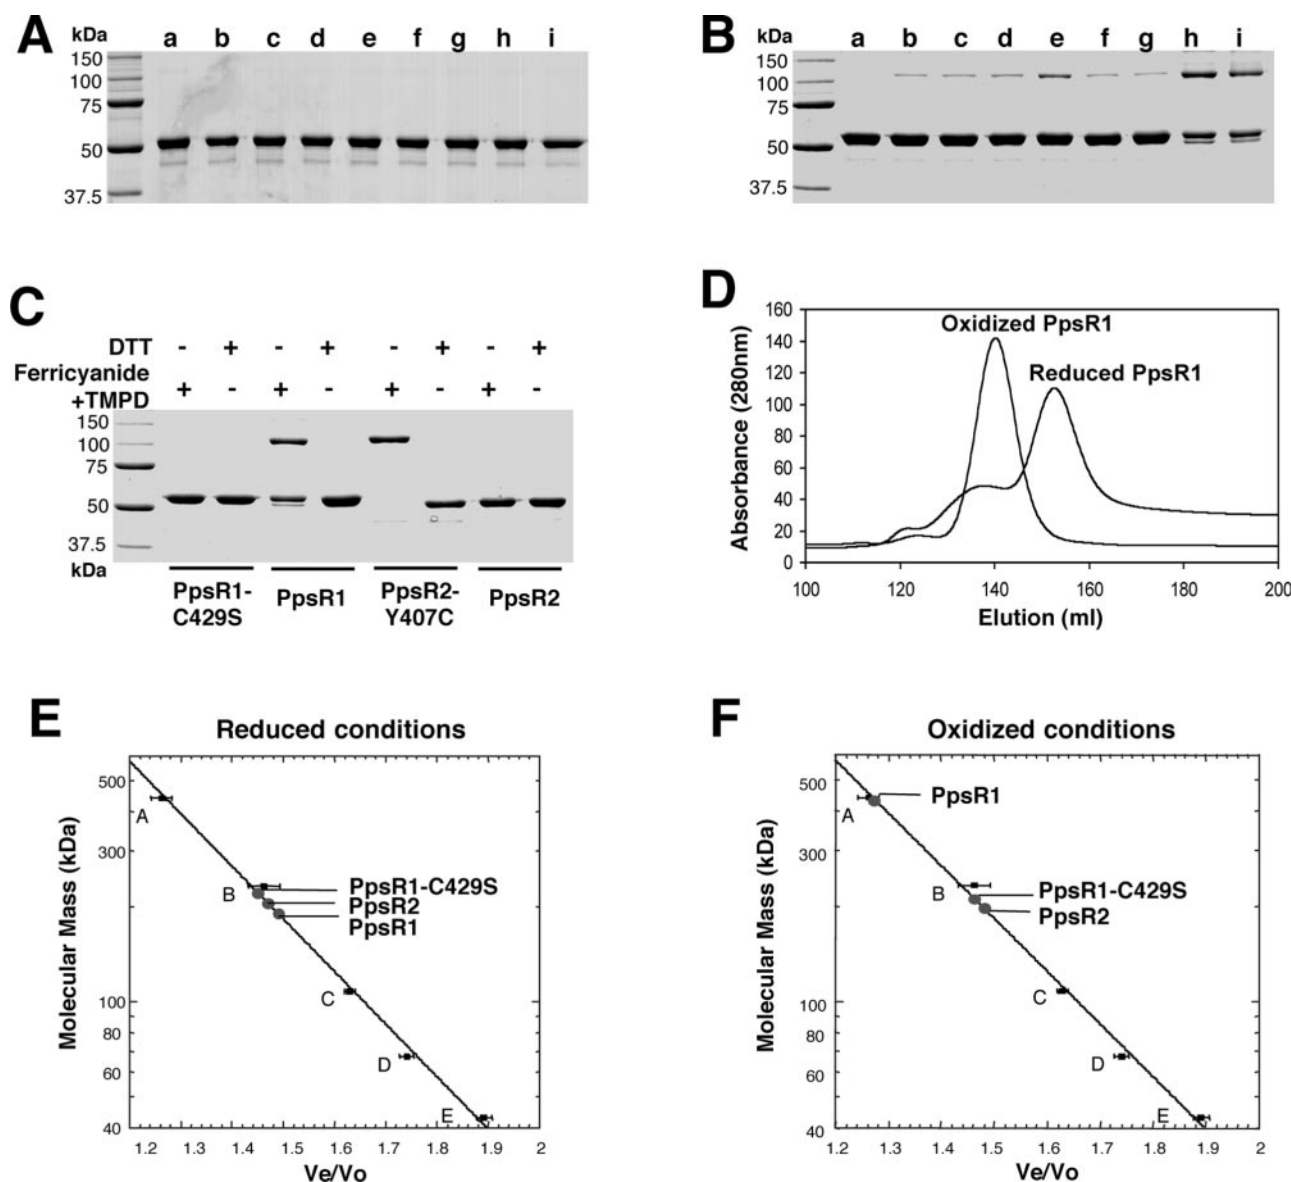 A
kDa a b c d e f g h i
150
100
75
50
37.5
B
kDa a b c d e f g h i
150
100
75
50
37.5
C
DTT - + - + - + - +
Ferricyanide
+TMPD + - + - + - + -
150
100
75
50
37.5
kDa
PpsR1-
C429S
PpsR1
PpsR2-
Y407C
PpsR2
D
160
140
120
100
80
60
40
20
0
Absorbance (280nm)
Oxidized PpsR1
Reduced PpsR1
100 120 140 160 180 200
Elution (ml)
E
Reduced conditions
500
300
100
80
60
40
Molecular Mass (kDa)
A
B
C
D
E
PpsR1-C429S
PpsR2
PpsR1
1.2 1.3 1.4 1.5 1.6 1.7 1.8 1.9 2
Ve/Vo
F
Oxidized conditions
500
300
100
80
60
40
Molecular Mass (kDa)
A
B
C
D
E
PpsR1
PpsR1-C429S
PpsR2
1.2 1.3 1.4 1.5 1.6 1.7 1.8 1.9 2
Ve/Vo